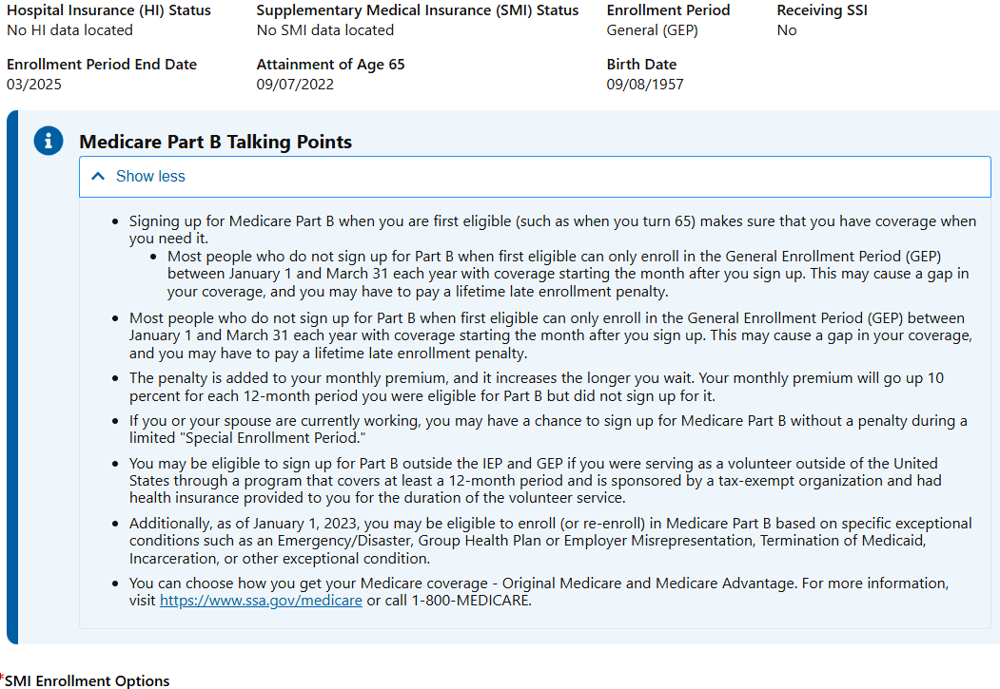 Hospital Insurance (HI) Status Supplementary Medical Insurance (SMI) Status Enrollment Period Receiving SSI
No HI data located No SMI data located General (GEP) No
Enrollment Period End Date Attainment of Age 65 Birth Date
03/2025 09/07/2022 09/08/1957
Medicare Part B Talking Points
Show less
• Signing up for Medicare Part B when you are first eligible (such as when you turn 65) makes sure that you have coverage when
you need it.
• Most people who do not sign up for Part B when first eligible can only enroll in the General Enrollment Period (GEP)
between January 1 and March 31 each year with coverage starting the month after you sign up. This may cause a gap in
your coverage, and you may have to pay a lifetime late enrollment penalty.
• Most people who do not sign up for Part B when first eligible can only enroll in the General Enrollment Period (GEP) between
January 1 and March 31 each year with coverage starting the month after you sign up. This may cause a gap in your coverage,
and you may have to pay a lifetime late enrollment penalty.
• The penalty is added to your monthly premium, and it increases the longer you wait. Your monthly premium will go up 10
percent for each 12-month period you were eligible for Part B but did not sign up for it.
• If you or your spouse are currently working, you may have a chance to sign up for Medicare Part B without a penalty during a
limited "Special Enrollment Period."
• You may be eligible to sign up for Part B outside the IEP and GEP if you were serving as a volunteer outside of the United
States through a program that covers at least a 12-month period and is sponsored by a tax-exempt organization and had
health insurance provided to you for the duration of the volunteer service.
• Additionally, as of January 1, 2023, you may be eligible to enroll (or re-enroll) in Medicare Part B based on specific exceptional
conditions such as an Emergency/Disaster, Group Health Plan or Employer Misrepresentation, Termination of Medicaid,
Incarceration, or other exceptional condition.
• You can choose how you get your Medicare coverage - Original Medicare and Medicare Advantage. For more information,
visit https://www.ssa.gov/medicare or call 1-800-MEDICARE.
*SMI Enrollment Options